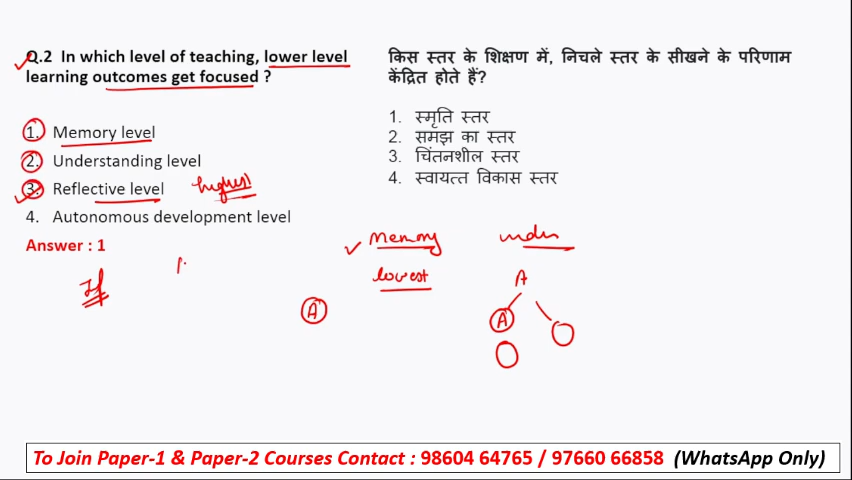 Q.2 In which level of teaching, lower level
learning outcomes get focused ?
1. Memory level
2. Understanding level
3. Reflective level highest
4. Autonomous development level
Answer : 1
किस स्तर के शिक्षण में, निचले स्तर के सीखने के परिणाम
केंद्रित होते हैं?
1. स्मृति स्तर
2. समझ का स्तर
3. चिंतनशील स्तर
4. स्वायत्त विकास स्तर
Memory
lowest
A
A
A
To Join Paper-1 & Paper-2 Courses Contact : 98604 64765 / 97660 66858 (WhatsApp Only)